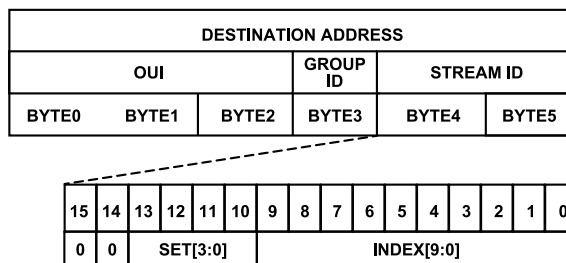 DESTINATION ADDRESS
OUI GROUP ID STREAM ID
BYTE0 BYTE1 BYTE2 BYTE3 BYTE4 BYTE5
15 14 13 12 11 10 9 8 7 6 5 4 3 2 1 0
0 0 SET[3:0] INDEX[9:0]